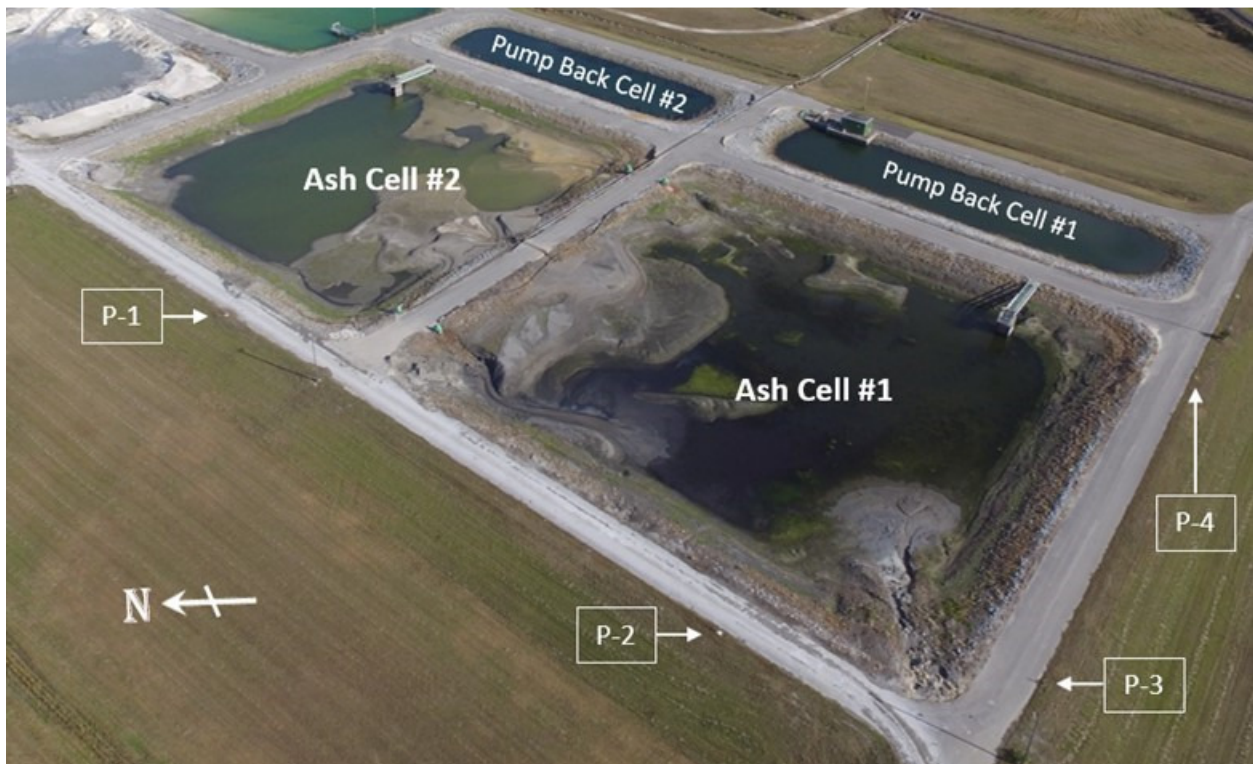 Pump Back Cell #2
Ash Cell #2
Pump Back Cell #1
P-1
Ash Cell #1
P-4
N
P-2
P-3